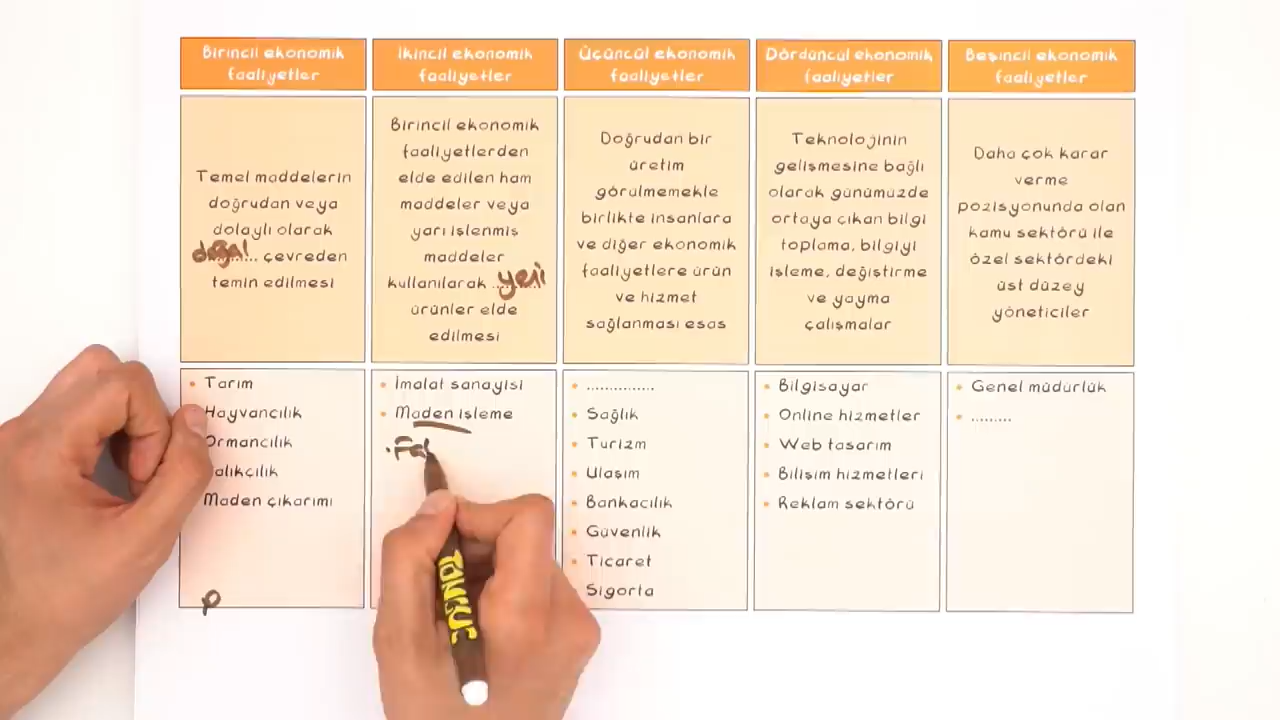 Birincil ekonomik
faaliyetler
İkincil ekonomik
faaliyetler
Üçüncül ekonomik
faaliyetler
Dördüncül ekonomik
faaliyetler
Beşincil ekonomik
faaliyetler
Temel maddelerin
doğrudan veya
dolaylı olarak
doğal... çevreden
temin edilmesi
Birincil ekonomik
faaliyetlerden
elde edilen ham
maddeler veya
yarı işlenmiş
maddeler
kullanılarak yeni
ürünler elde
edilmesi
Doğrudan bir
üretim
görülmemekle
birlikte insanlara
ve diğer ekonomik
faaliyetlere ürün
ve hizmet
sağlanması esas
Teknolojinin
gelişmesine bağlı
olarak günümüzde
ortaya çıkan bilgi
toplama, bilgiyi
işleme, değiştirme
ve yayma
çalışmalar
Daha çok karar
verme
pozisyonunda olan
kamu sektörü ile
özel sektördeki
üst düzey
yöneticiler
• Tarım
Hayvancılık
Ormancılık
Balıkçılık
Maden çıkarımı
• İmalat sanayisi
• Maden işleme
• ...............
• Sağlık
• Turizm
• Ulaşım
• Bankacılık
• Güvenlik
• Ticaret
Sigorta
• Bilgisayar
• Online hizmetler
• Web tasarım
• Bilişim hizmetleri
• Reklam sektörü
• Genel müdürlük
• .........
TONGUÇ